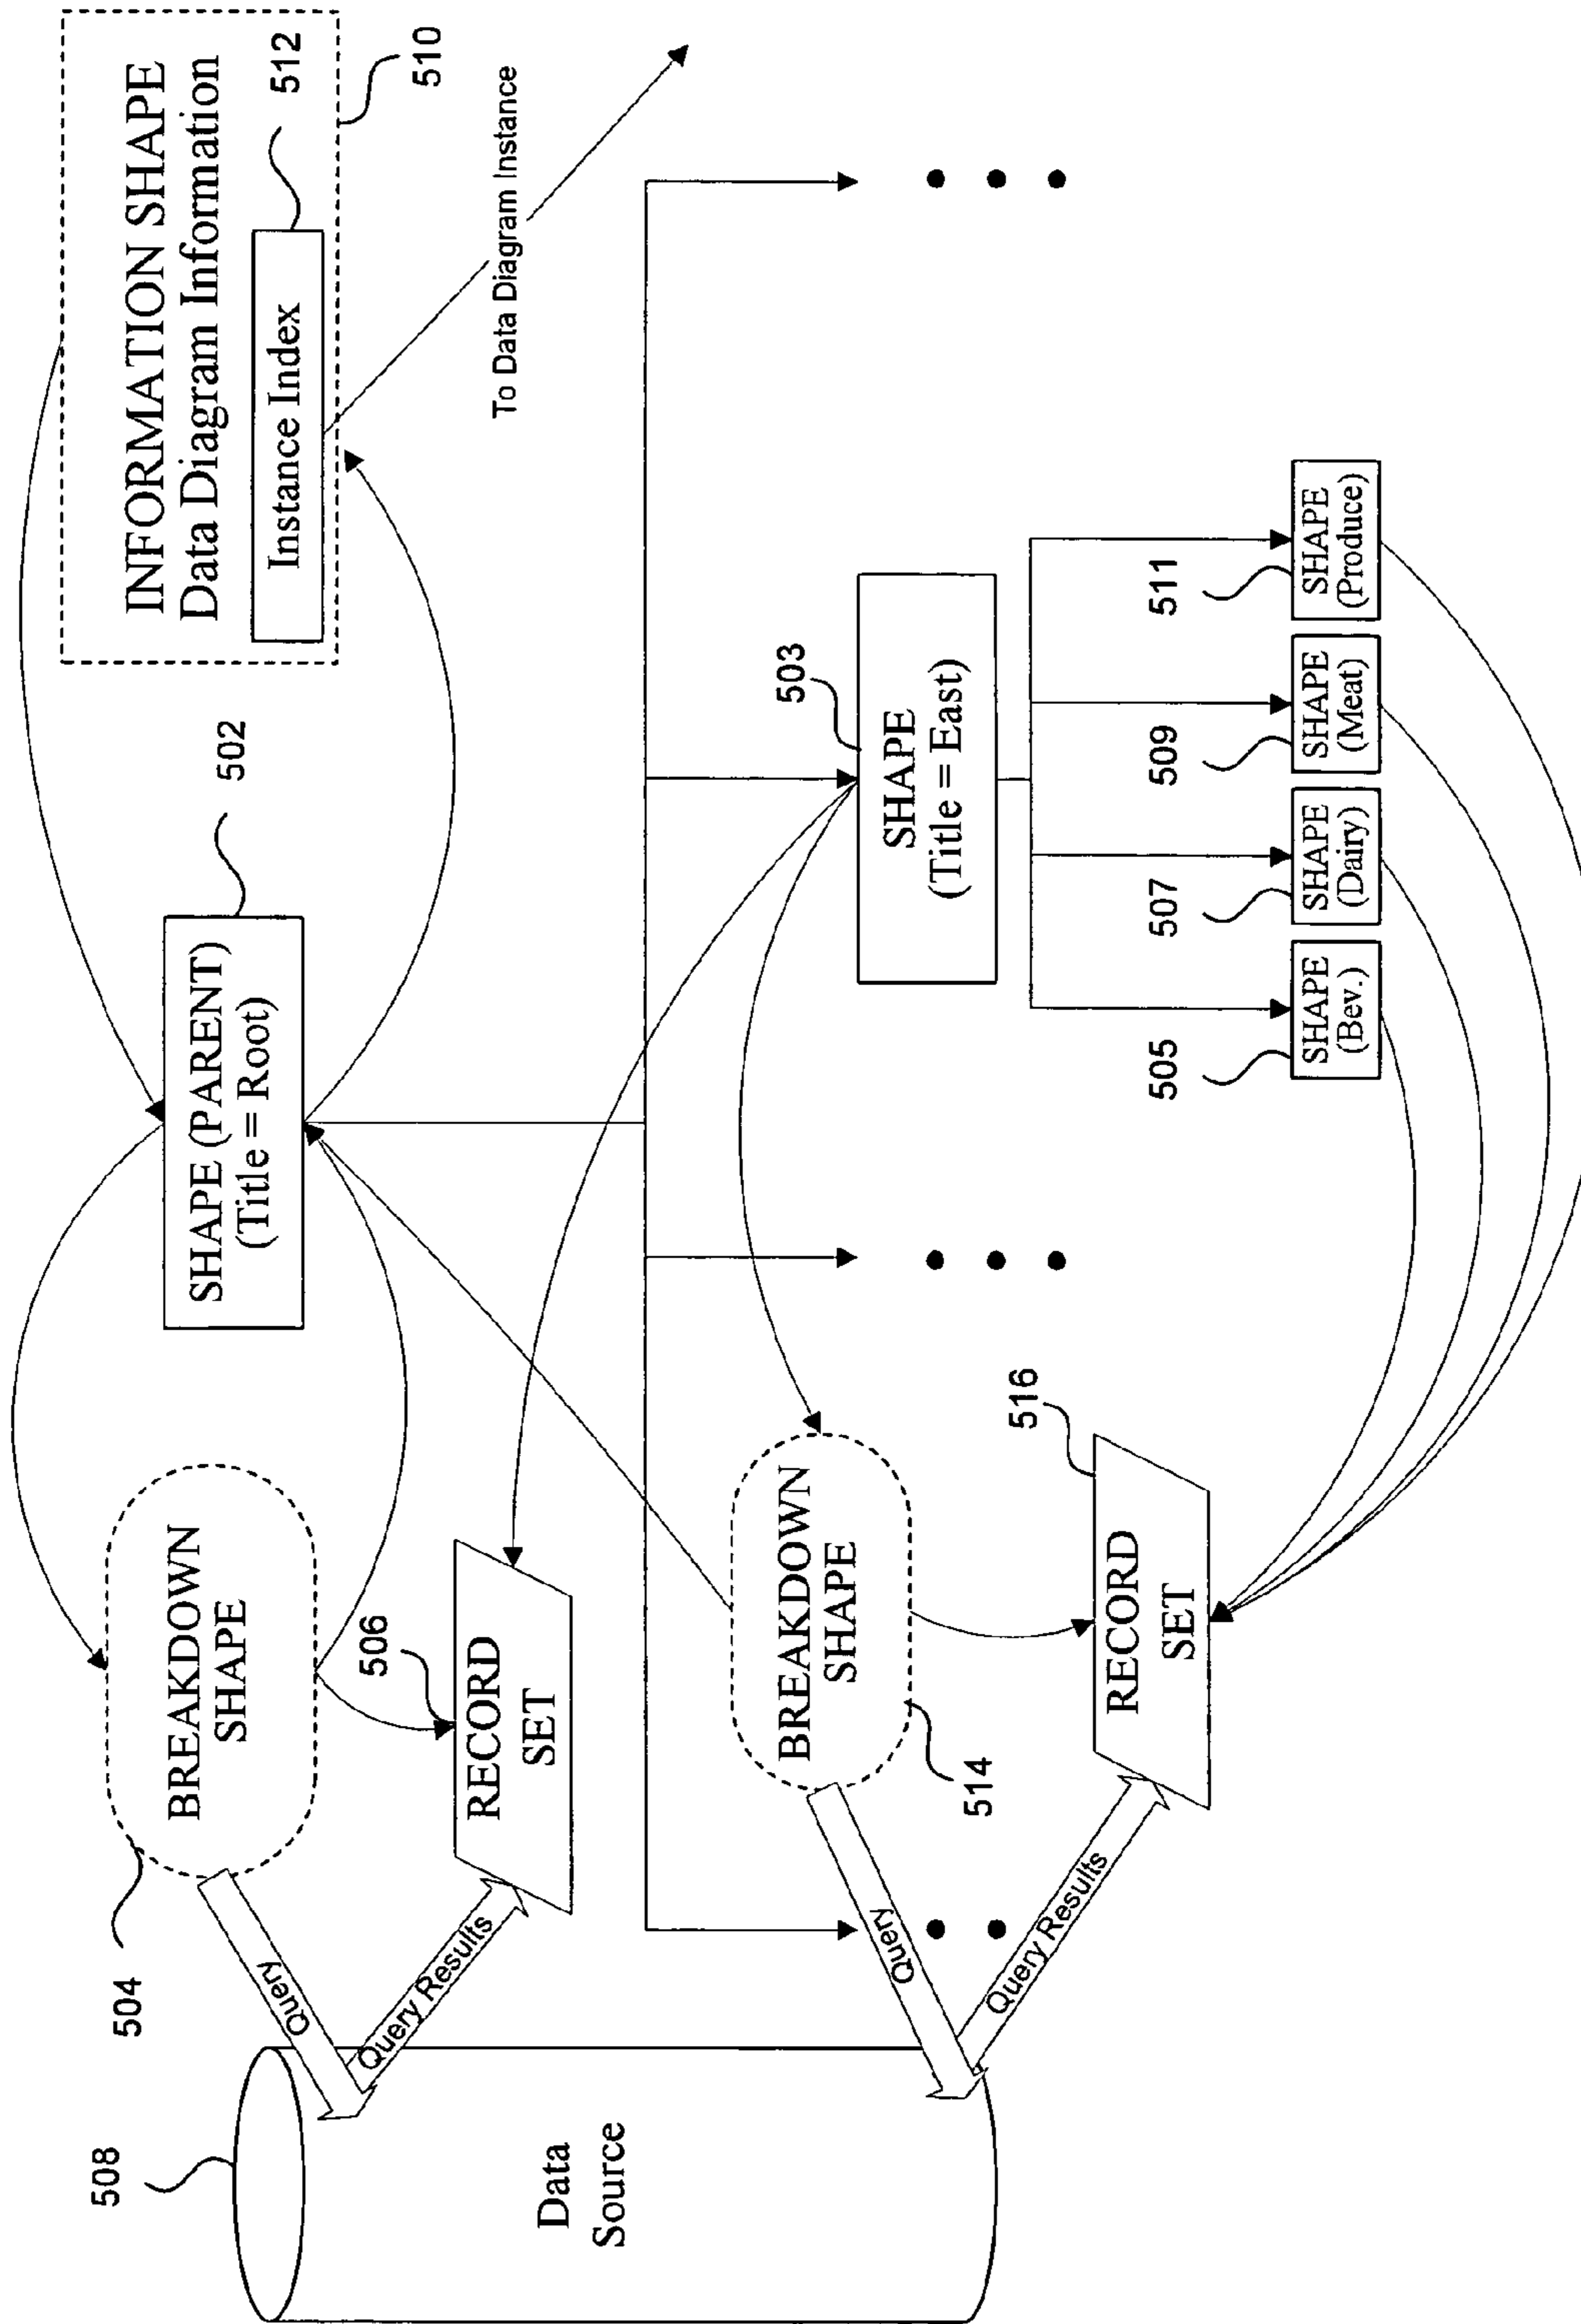 INFORMATION SHAPE
Data Diagram Information
Instance Index
512
510
To Data Diagram Instance
502
SHAPE (PARENT)
(Title = Root)
BREAKDOWN
SHAPE
504
506
RECORD
SET
508
Data
Source
Query
Query Results
503
SHAPE
(Title = East)
BREAKDOWN
SHAPE
514
516
RECORD
SET
Query
Query Results
505
507
509
511
SHAPE
(Bev.)
SHAPE
(Dairy)
SHAPE
(Meat)
SHAPE
(Produce)